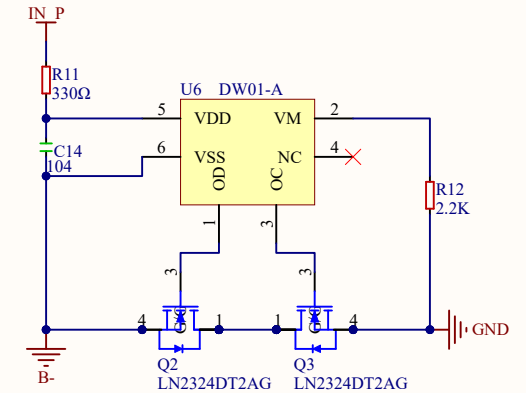 IN_P
R11
330Ω
U6 DW01-A
5 VDD VM 2
6 VSS NC 4
C14
104
OD OC
1 3
R12
2.2K
3 3
4 1 1 4
GND
B-
Q2 Q3
LN2324DT2AG LN2324DT2AG